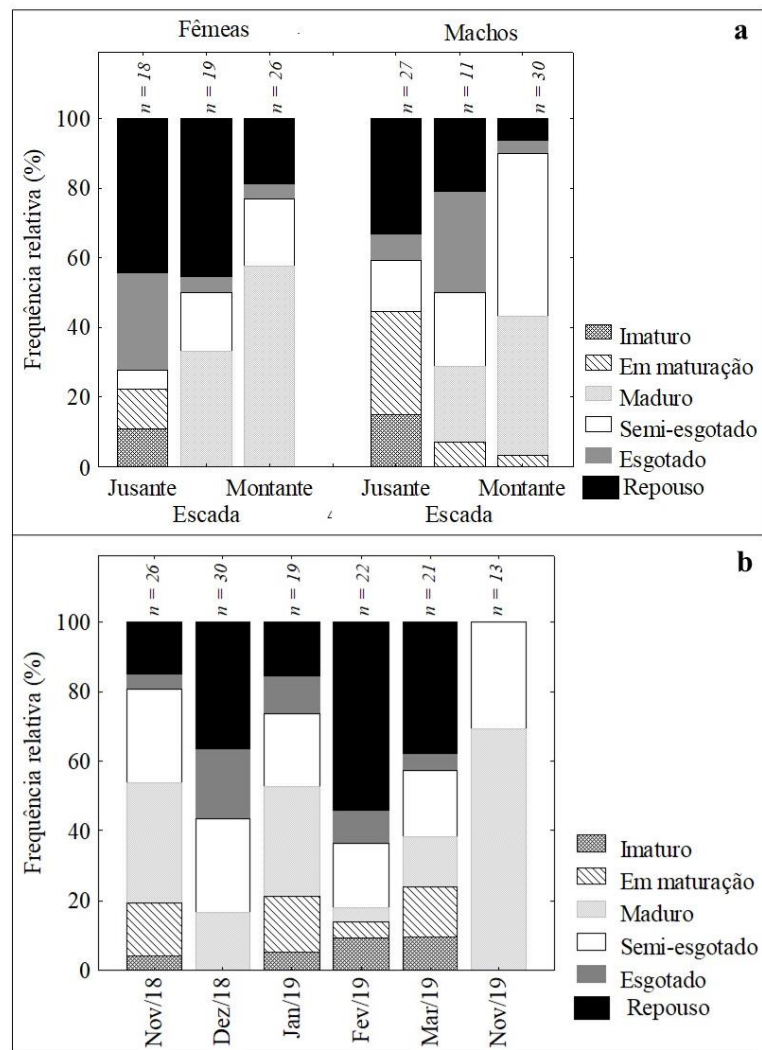 Fêmeas Machos a
n = 18 n = 19 n = 26 n = 27 n = 11 n = 30
100
80
60
40
20
0
Frequência relativa (%)
Jusante Montante Jusante Montante
Escada Escada
Imaturo
Em maturação
Maduro
Semi-esgotado
Esgotado
Repouso
b
n = 26 n = 30 n = 19 n = 22 n = 21 n = 13
100
80
60
40
20
0
Frequência relativa (%)
Nov/18 Dez/18 Jan/19 Fev/19 Mar/19 Nov/19
Imaturo
Em maturação
Maduro
Semi-esgotado
Esgotado
Repouso